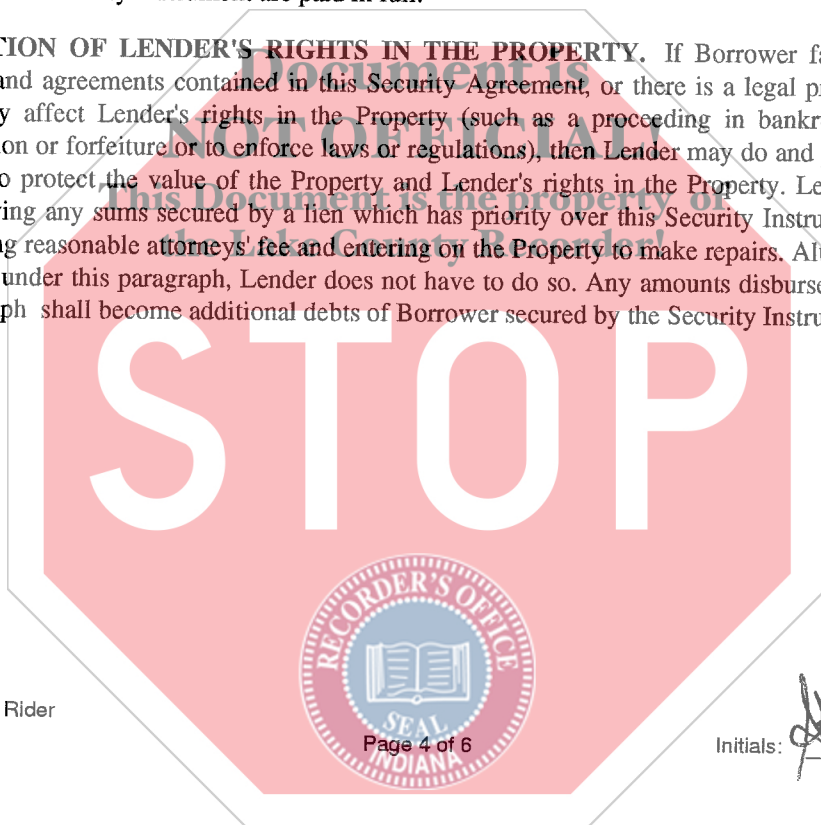 TION OF LENDER'S RIGHTS IN THE PROPERTY. If Borrower fa
and agreements contained in this Security Agreement, or there is a legal p
y affect Lender's rights in the Property (such as a proceeding in bankr
on or forfeiture or to enforce laws or regulations), then Lender may do and
o protect the value of the Property and Lender's rights in the Property. Le
ing any sums secured by a lien which has priority over this Security Instru
g reasonable attorneys' fee and entering on the Property to make repairs. Al
under this paragraph, Lender does not have to do so. Any amounts disburse
ph shall become additional debts of Borrower secured by the Security Instru
Document is
NOT OFFICIAL!
This Document is the property of
the Lake County Recorder!
STOP
RECORDER'S OFFICE
SEAL
INDIANA
Rider
Page 4 of 6
Initials: